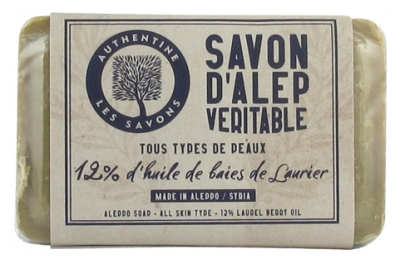 AUTHENTINE
LES SAVONS
SAVON
D'ALEP
VERITABLE
TOUS TYPES DE PEAUX
12% d'huile de baies de Laurier
MADE IN ALEPPO / SYRIA
ALEPPO SOAP - ALL SKIN TYPE - 12% LAUREL BERRY OIL